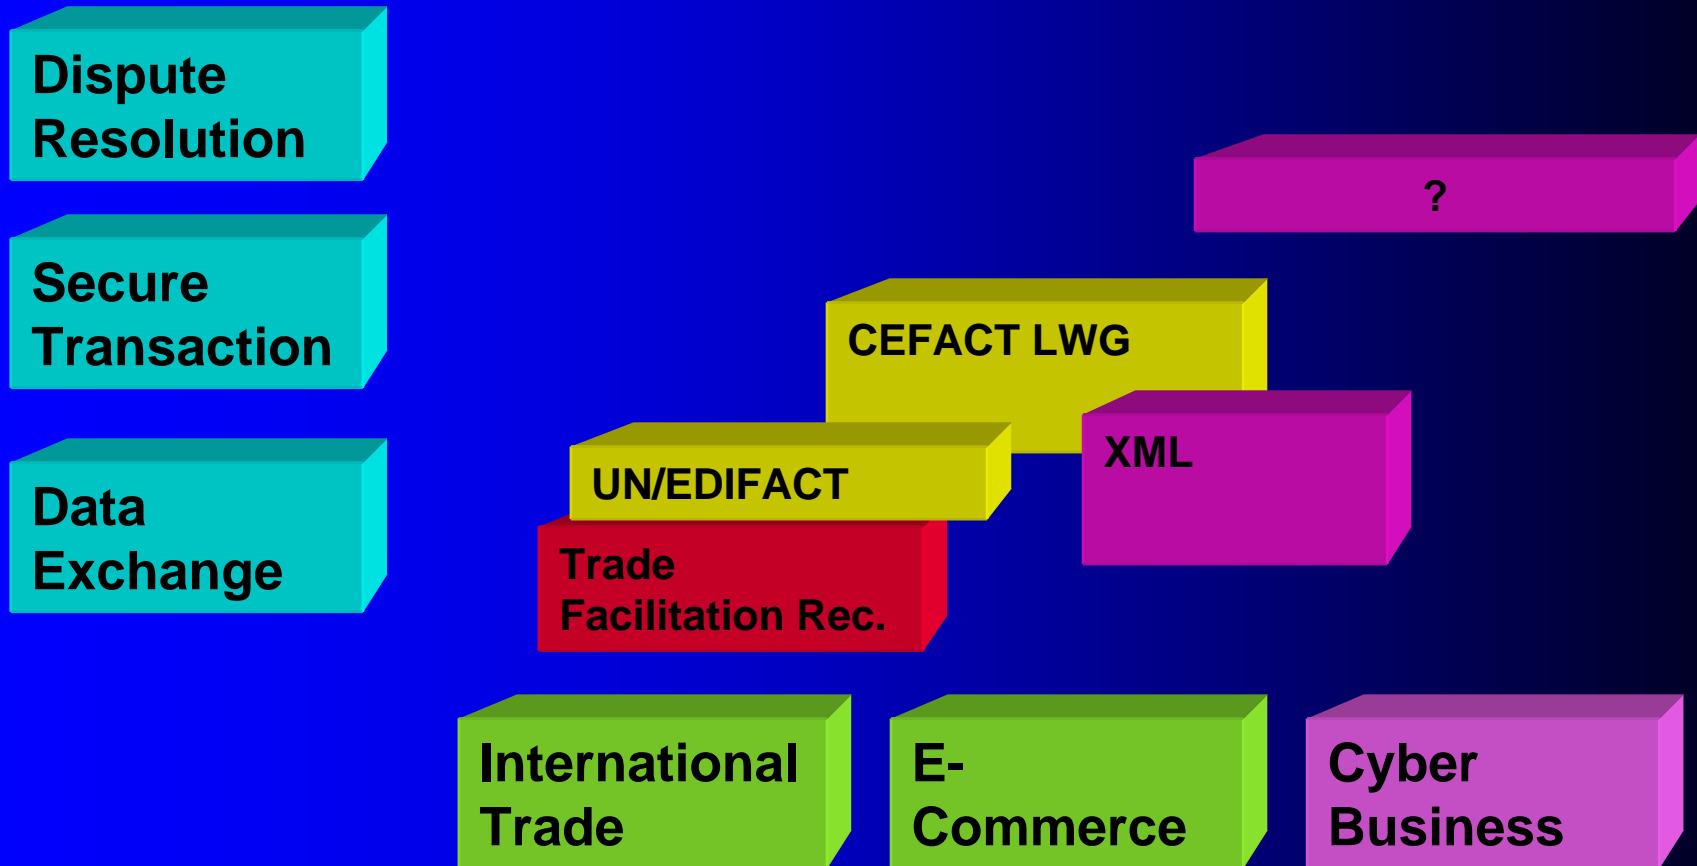 Dispute
Resolution
?
Secure
Transaction
CEFACT LWG
XML
UN/EDIFACT
Data
Exchange
Trade
Facilitation Rec.
International
Trade
E-
Commerce
Cyber
Business